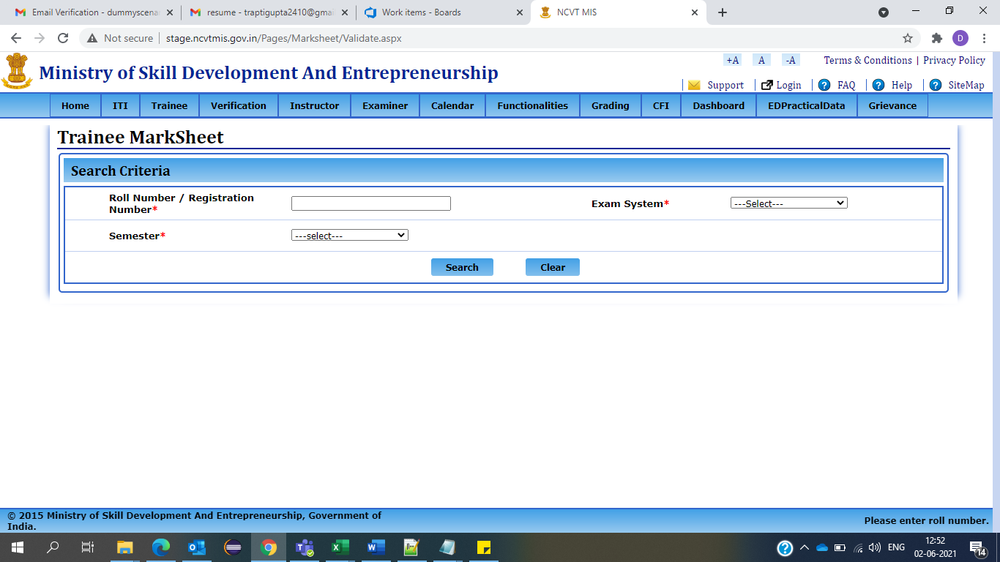 Email Verification - dummyscena
resume - traptigupta2410@gmai
Work items - Boards
NCVT MIS
Not secure
stage.ncvtmis.gov.in/Pages/Marksheet/Validate.aspx
D
Ministry of Skill Development And Entrepreneurship
+A A -A Terms & Conditions | Privacy Policy
Support Login FAQ Help SiteMap
Home ITI Trainee Verification Instructor Examiner Calendar Functionalities Grading CFI Dashboard EDPracticalData Grievance
Trainee MarkSheet
Search Criteria
Roll Number / Registration
Number*
Exam System*
---Select---
Semester*
---select---
Search Clear
© 2015 Ministry of Skill Development And Entrepreneurship, Government of
India.
Please enter roll number.
ENG
12:52
02-06-2021
14